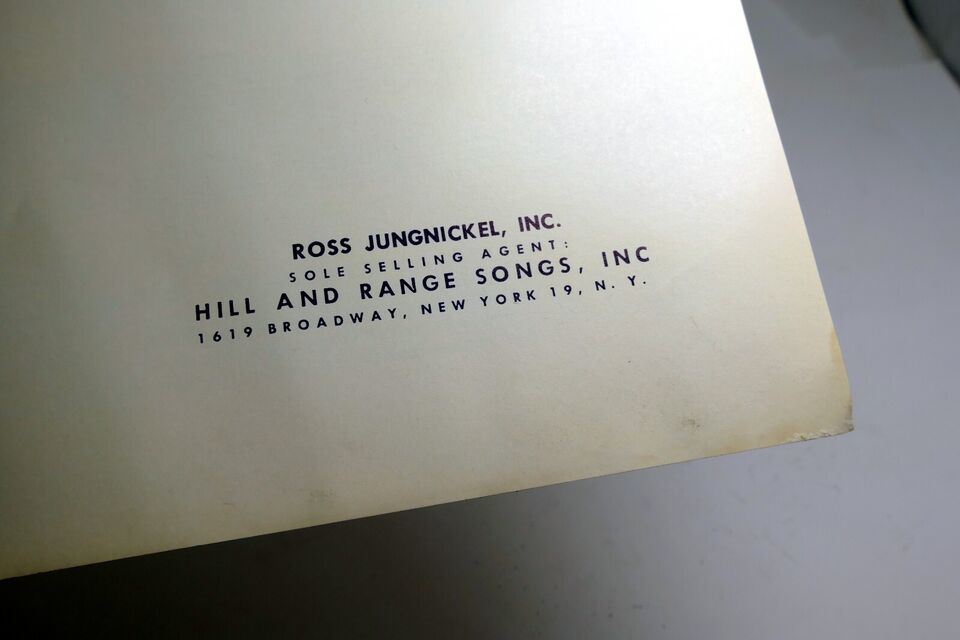 ROSS JUNGNICKEL, INC.
SOLE SELLING AGENT:
HILL AND RANGE SONGS, INC
1619 BROADWAY, NEW YORK 19, N. Y.